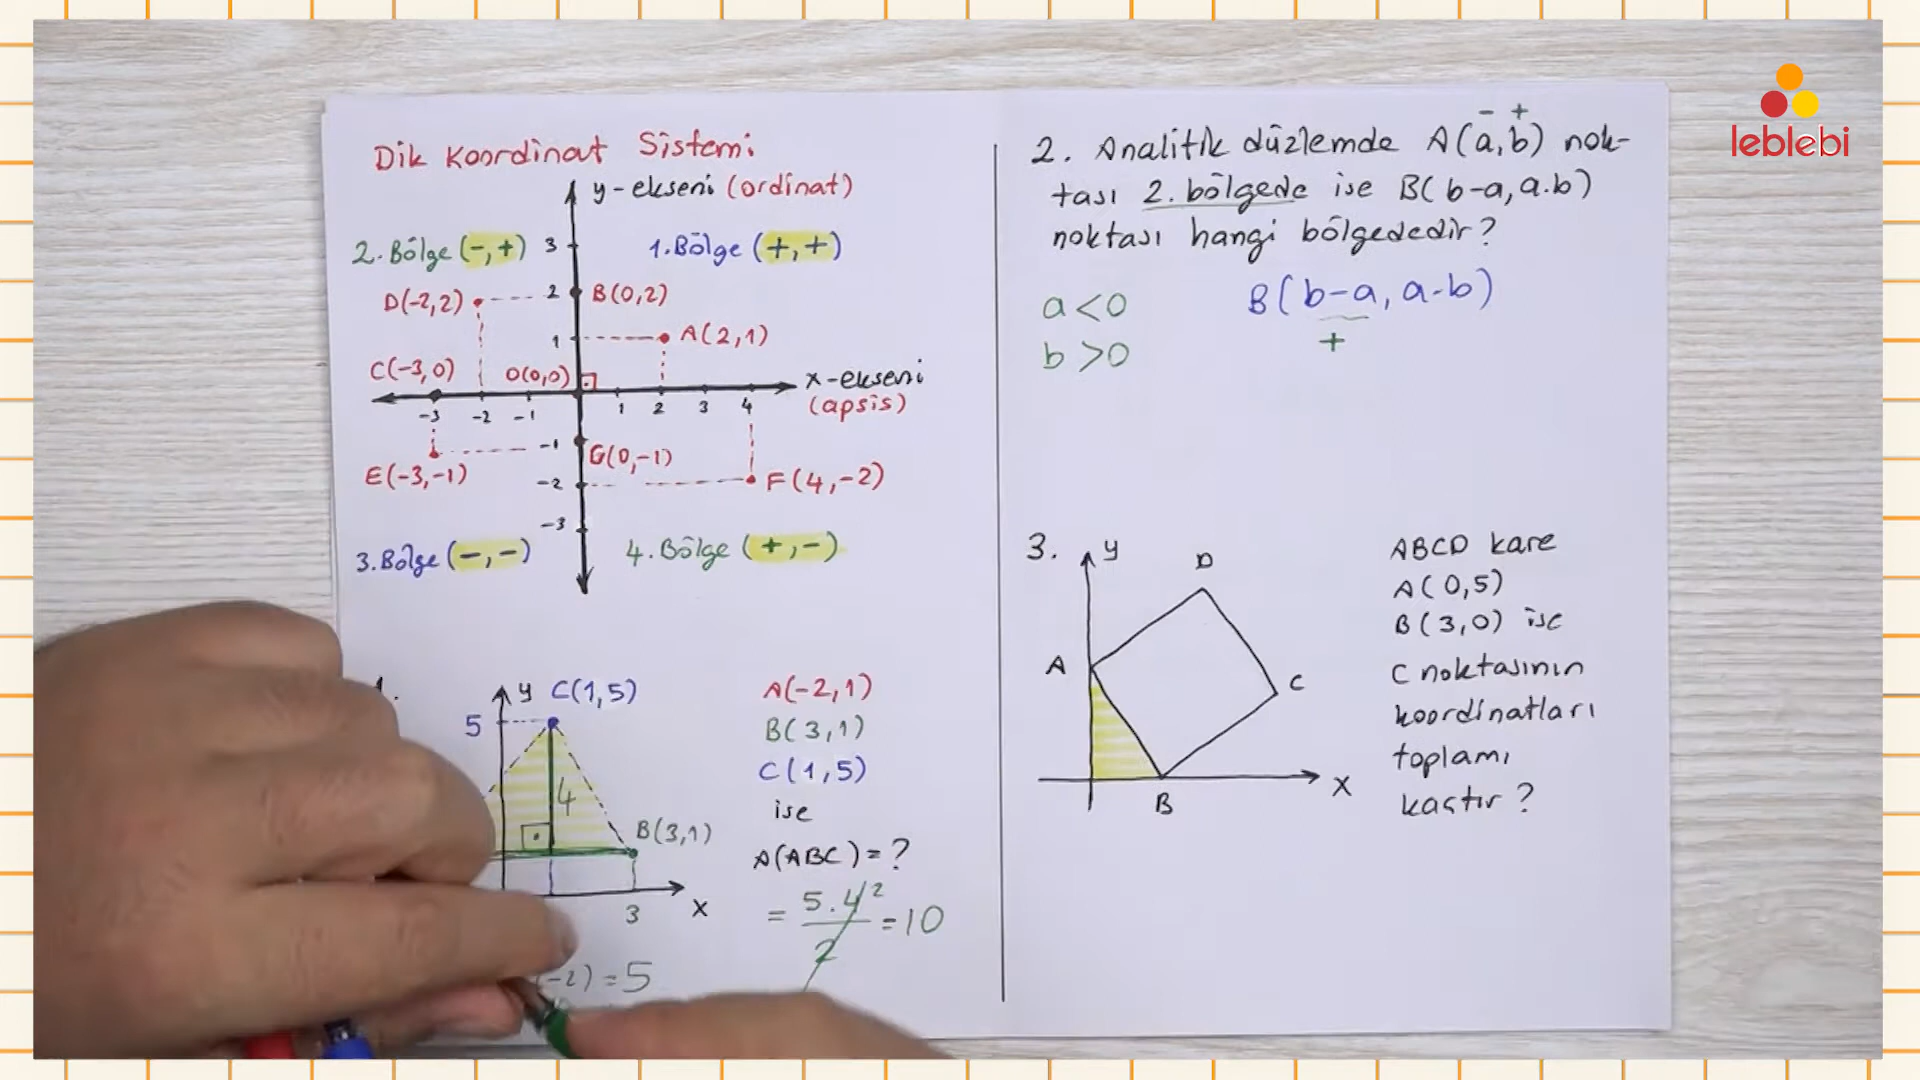 leblebi
Dik Koordinat Sistemi
y-ekseni (ordinat)
2. Bölge (-,+)
1. Bölge (+,+)
3
D(-2,2)
2
B(0,2)
1
A(2,1)
C(-3,0)
O(0,0)
x-ekseni
(apsis)
-3 -2 -1 1 2 3 4
-1
G(0,-1)
E(-3,-1)
-2
F(4,-2)
-3
3. Bölge (-,-)
4. Bölge (+,-)
y
C(1,5)
5
4
B(3,1)
3
x
-2) = 5
A(-2,1)
B(3,1)
C(1,5)
ise
A(ABC) = ?
= 5.4 2
2
= 10
- +
2. Analitik düzlemde A(a,b) nok-
tası 2. bölgede ise B(b-a, a.b)
noktası hangi bölgededir?
a < 0
b > 0
B(b-a, a.b)
+
3.
y
D
A
C
B
x
ABCD kare
A(0,5)
B(3,0) ise
C noktasının
koordinatları
toplamı
kaçtır?